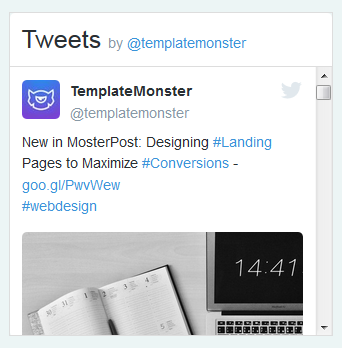 Tweets by @templatemonster
TemplateMonster
@templatemonster
New in MosterPost: Designing #Landing
Pages to Maximize #Conversions -
goo.gl/PwvWew
#webdesign
14:41